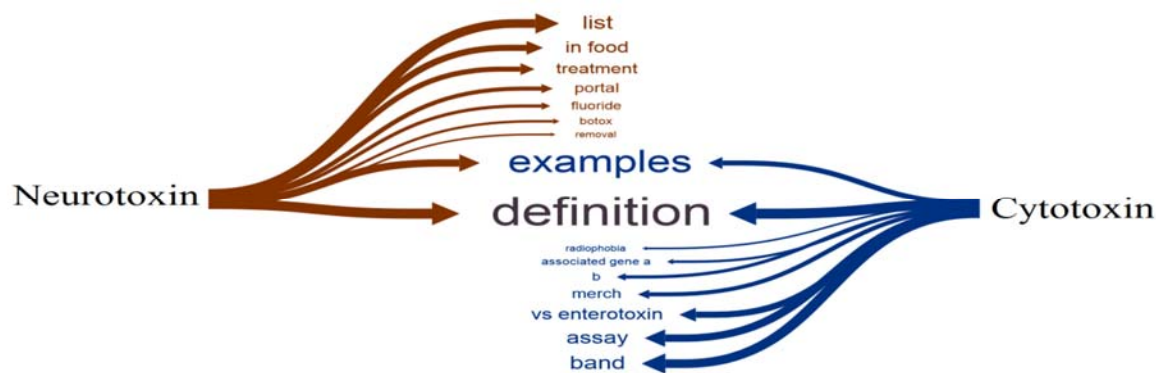 list
in food
treatment
portal
fluoride
botox
removal
examples
Neurotoxin
definition
Cytotoxin
radiophobia
associated gene a
b
merch
vs enterotoxin
assay
band